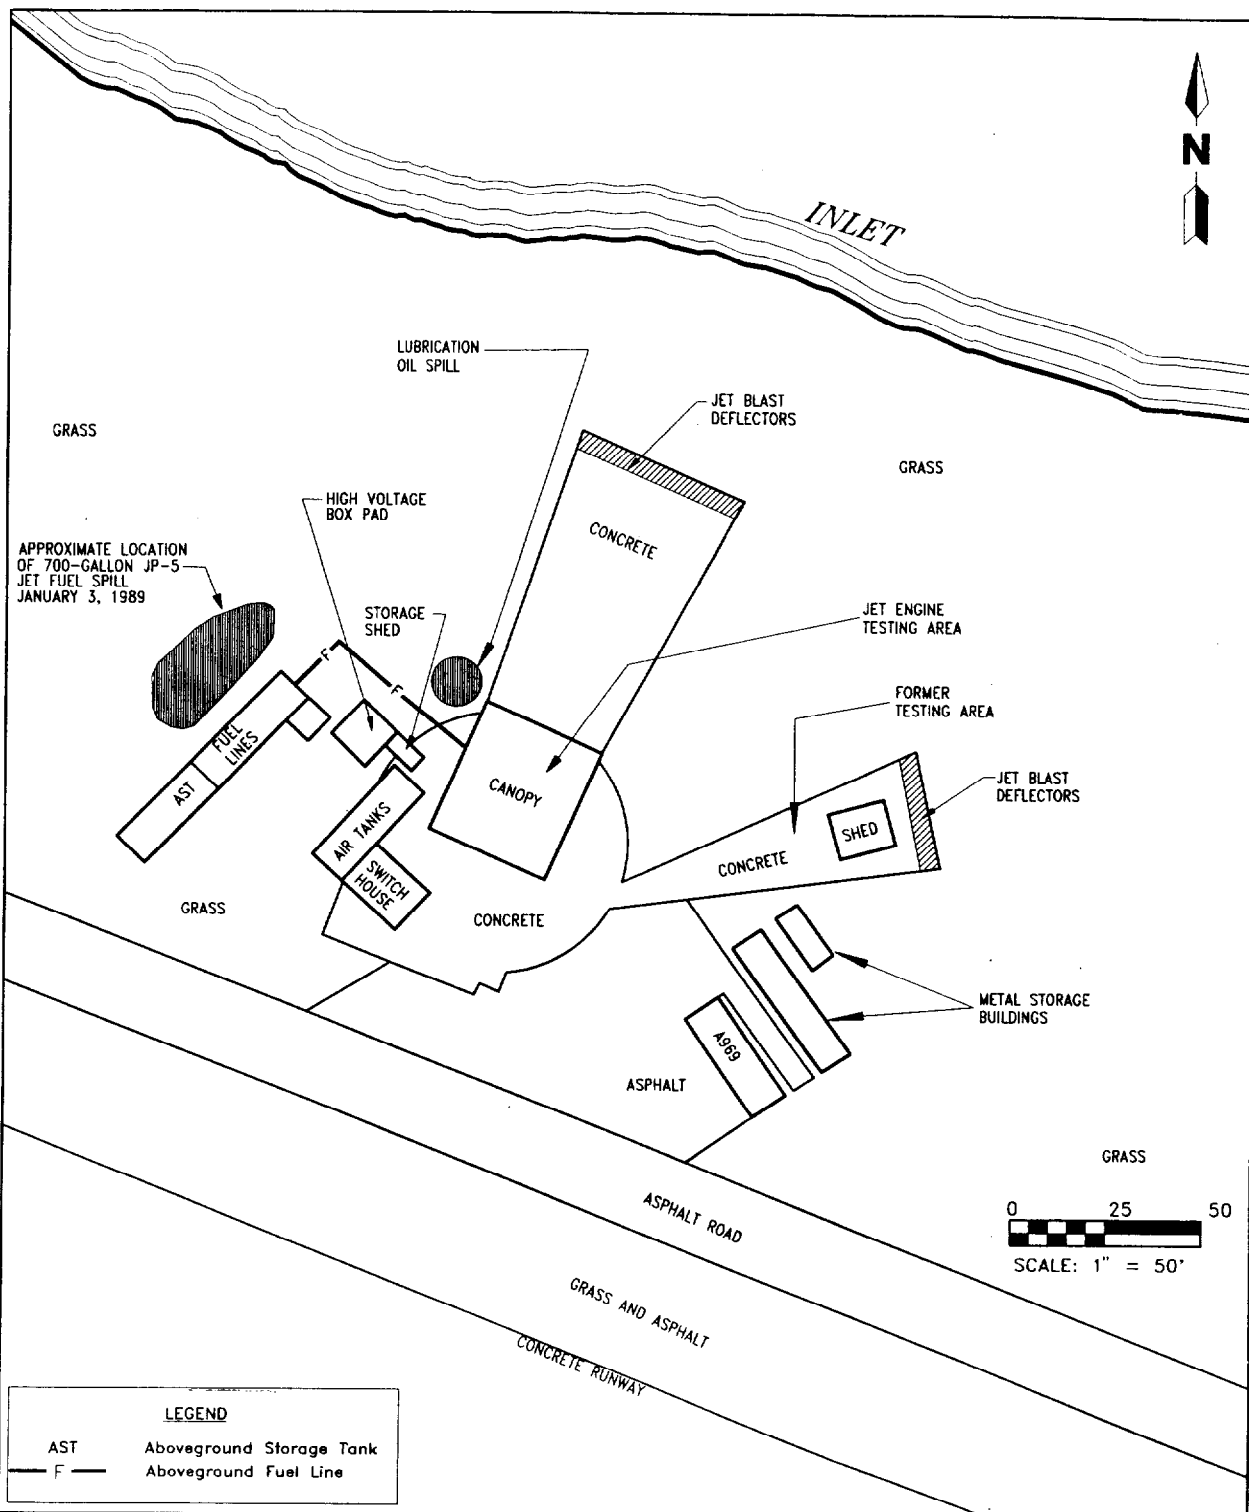 N
INLET
LUBRICATION
OIL SPILL
JET BLAST
DEFLECTORS
GRASS
GRASS
HIGH VOLTAGE
BOX PAD
CONCRETE
APPROXIMATE LOCATION
OF 700-GALLON JP-5
JET FUEL SPILL
JANUARY 3, 1989
STORAGE
SHED
JET ENGINE
TESTING AREA
F
F
FORMER
TESTING AREA
FUEL
LINES
AST
CANOPY
JET BLAST
DEFLECTORS
AIR TANKS
SHED
CONCRETE
SWITCH
HOUSE
GRASS
CONCRETE
METAL STORAGE
BUILDINGS
A969
ASPHALT
GRASS
ASPHALT ROAD
0 25 50
SCALE: 1" = 50'
GRASS AND ASPHALT
CONCRETE RUNWAY
LEGEND
AST Aboveground Storage Tank
F Aboveground Fuel Line